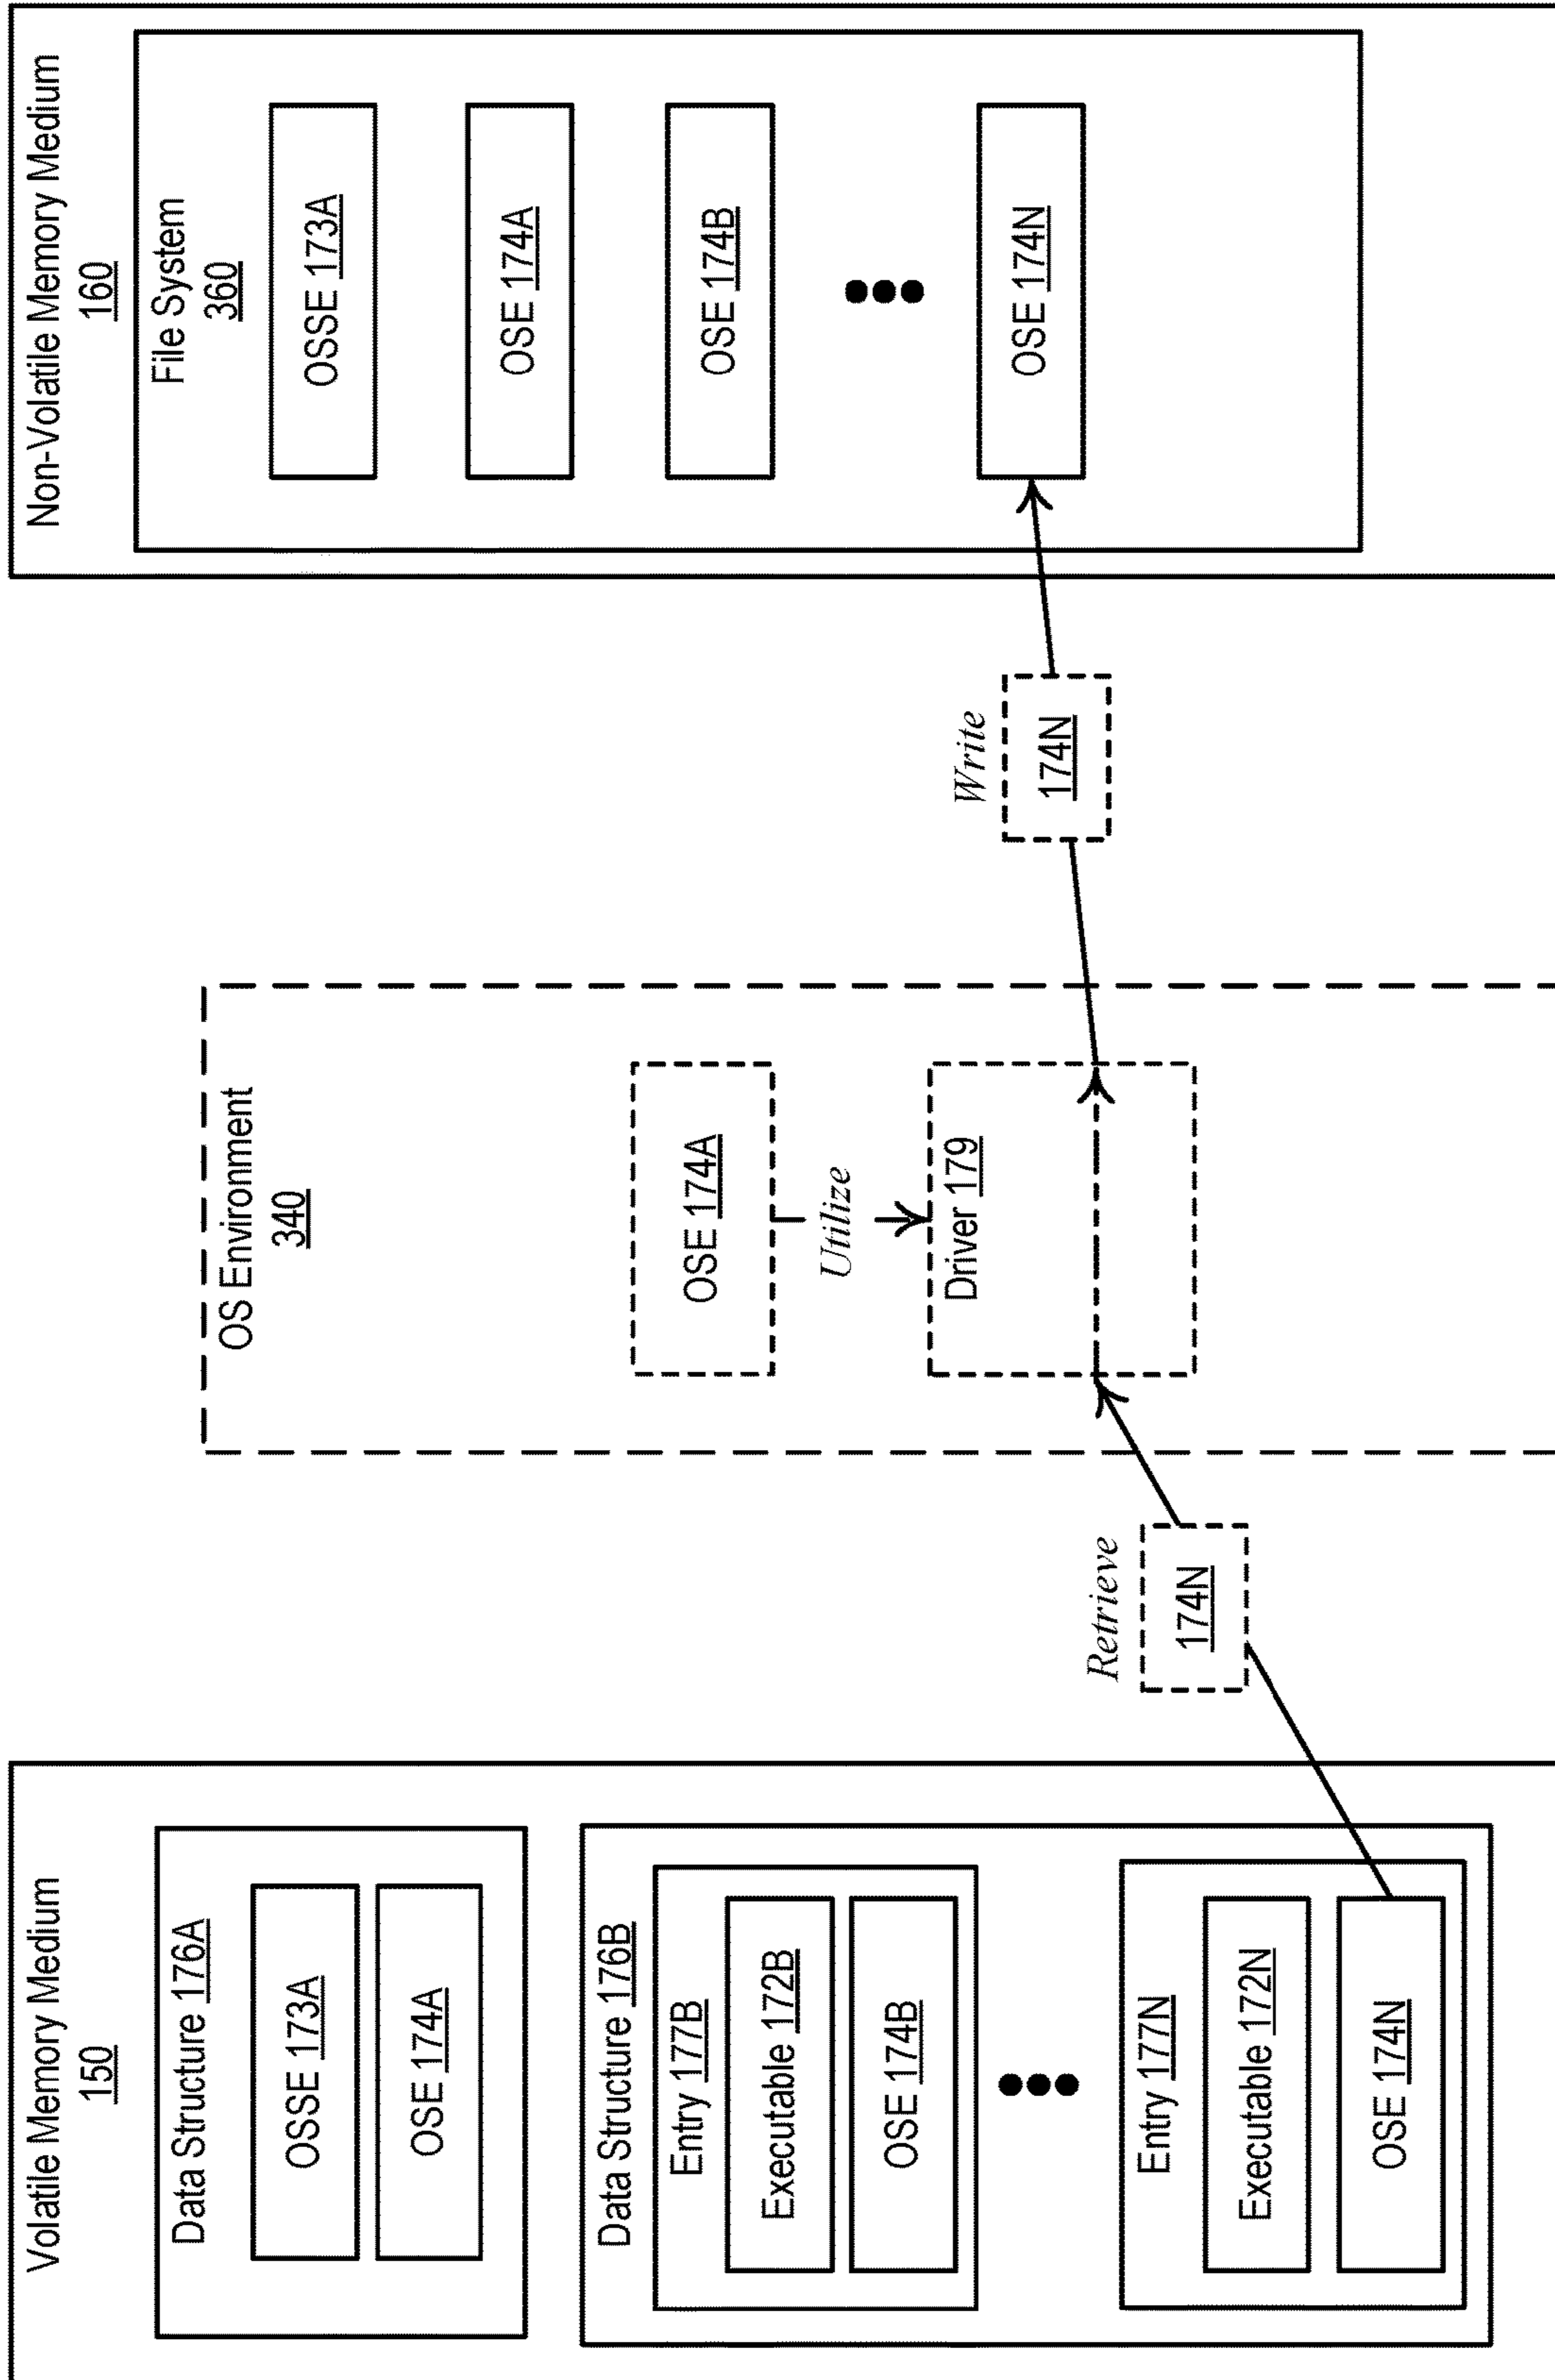 Volatile Memory Medium
150
Data Structure 176A
OSSE 173A
OSE 174A
Data Structure 176B
Entry 177B
Executable 172B
OSE 174B
Entry 177N
Executable 172N
OSE 174N
Retrieve
174N
OS Environment
340
OSE 174A
Utilize
Driver 179
Write
174N
Non-Volatile Memory Medium
160
File System
360
OSSE 173A
OSE 174A
OSE 174B
OSE 174N